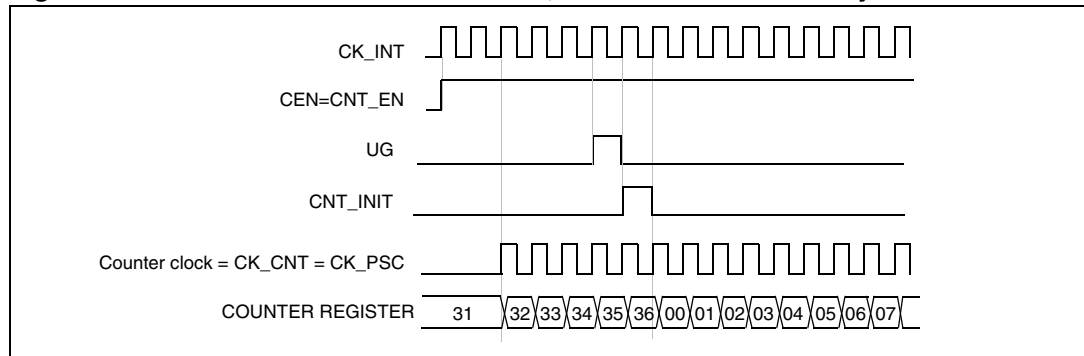 CK_INT
CEN=CNT_EN
UG
CNT_INIT
Counter clock = CK_CNT = CK_PSC
COUNTER REGISTER 31 32 33 34 35 36 00 01 02 03 04 05 06 07